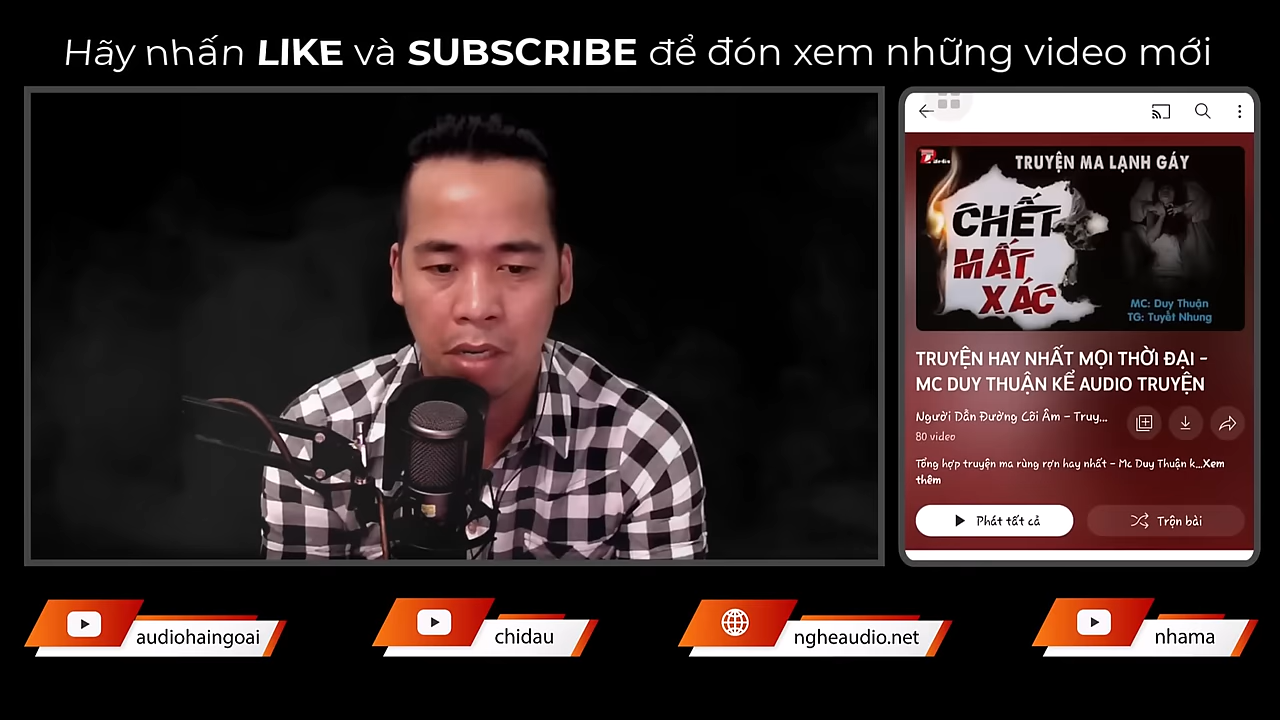 Hãy nhấn LIKE và SUBSCRIBE để đón xem những video mới
TRUYỆN MA LẠNH GÁY
CHẾT
MẤT
XÁC
MC: Duy Thuận
TG: Tuyết Nhung
TRUYỆN HAY NHẤT MỌI THỜI ĐẠI -
MC DUY THUẬN KỂ AUDIO TRUYỆN
Người Dẫn Đường Cõi Âm - Truy...
80 video
Tổng hợp truyện ma rùng rợn hay nhất - Mc Duy Thuận k...Xem
thêm
Phát tất cả
Trộn bài
audiohaingoai
chidau
ngheaudio.net
nhama